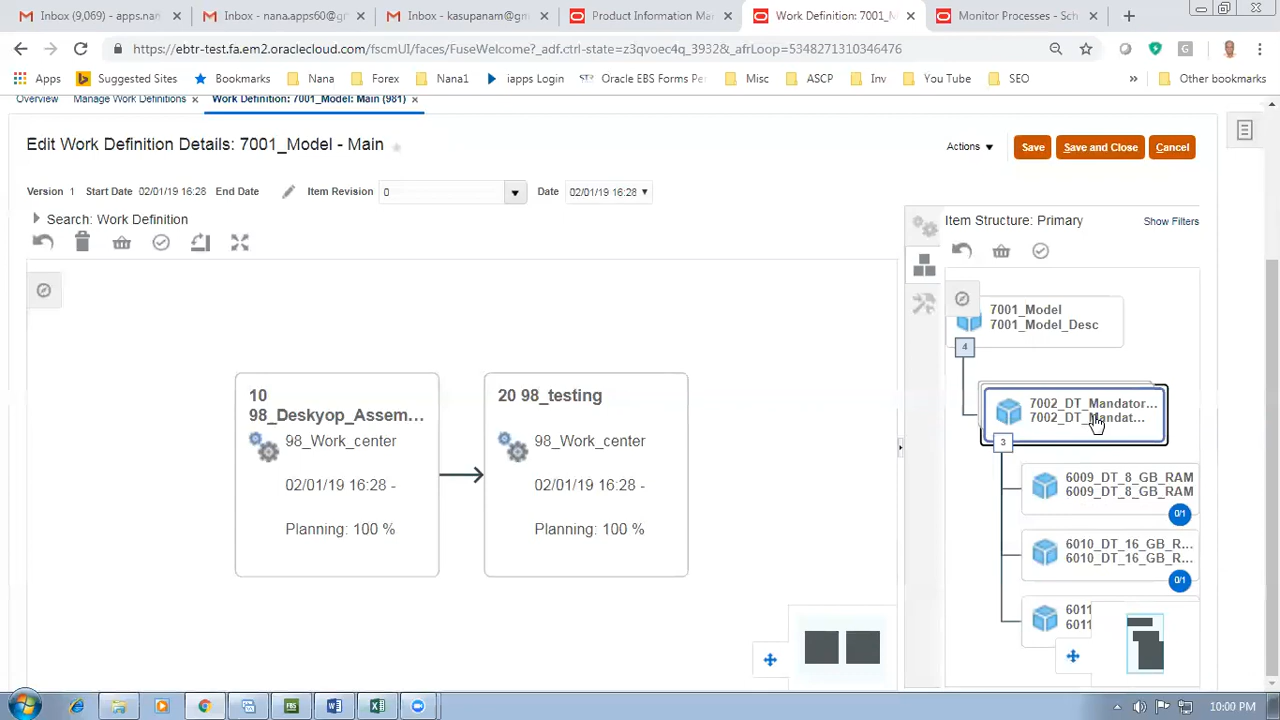 Inbox (9,069) - apps.nan
Inbox - nana.apps00@g
Inbox - kasupanam@gm
Product Information Ma
Work Definition: 7001_M
Monitor Processes - Sch
https://ebtr-test.fa.em2.oraclecloud.com/fscmUI/faces/FuseWelcome?_adf.ctrl-state=z3qvoec4q_3932&_afrLoop=5348271310346476
Apps
Suggested Sites
Bookmarks
Nana
Forex
Nana1
iapps Login
Oracle EBS Forms Pe
Misc
ASCP
Inv
You Tube
SEO
»
Other bookmarks
Overview
Manage Work Definitions
Work Definition: 7001_Model: Main (981)
Edit Work Definition Details: 7001_Model - Main
Actions
Save
Save and Close
Cancel
Version 1
Start Date 02/01/19 16:28
End Date
Item Revision 0
Date 02/01/19 16:28
Search: Work Definition
Item Structure: Primary
Show Filters
10
98_Deskyop_Assem...
98_Work_center
02/01/19 16:28 -
Planning: 100 %
20 98_testing
98_Work_center
02/01/19 16:28 -
Planning: 100 %
7001_Model
7001_Model_Desc
4
7002_DT_Mandator...
7002_DT_Mandat...
3
6009_DT_8_GB_RAM
6009_DT_8_GB_RAM
0/1
6010_DT_16_GB_R...
6010_DT_16_GB_R...
0/1
6011
6011
10:00 PM